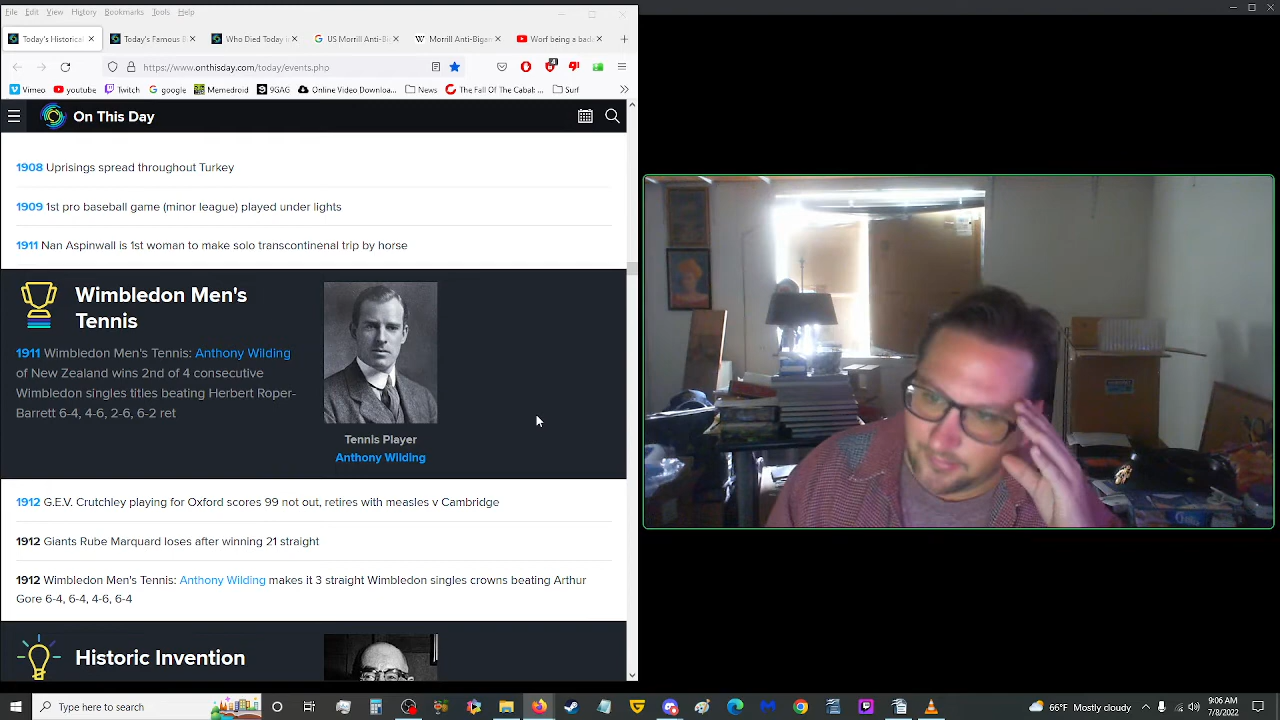 File Edit View History Bookmarks Tools Help
Today's Historical
Today's Famous B
Who Died Today i
US Morrill Anti-Bi
Morrill Anti-Bigan
Worf being a bad
https://www.onthisday.com/today/events.php
Vimeo youtube Twitch google Memedroid 9GAG Online Video Downloa... News The Fall Of The Cabal:... Surf
On This Day
1908 Uprisings spread throughout Turkey
1909 1st pro baseball game (minor league) played under lights
1911 Nan Aspinwall is 1st woman to make solo transcontinenal trip by horse
Wimbledon Men's
Tennis
1911 Wimbledon Men's Tennis: Anthony Wilding
of New Zealand wins 2nd of 4 consecutive
Wimbledon singles titles beating Herbert Roper-
Barrett 6-4, 4-6, 2-6, 6-2 ret
Tennis Player
Anthony Wilding
1912 G.E.V. Crutchley playing for Oxford scores 99 not out, retires with measles v Cambridge
1912 Giants Rube Marquard loses after winning 21 straight
1912 Wimbledon Men's Tennis: Anthony Wilding makes it 3 straight Wimbledon singles crowns beating Arthur
Gore 6-4, 6-4, 4-6, 6-4
Historic Invention
Type here to search
66°F Mostly cloudy
9:06 AM
7/8/2022